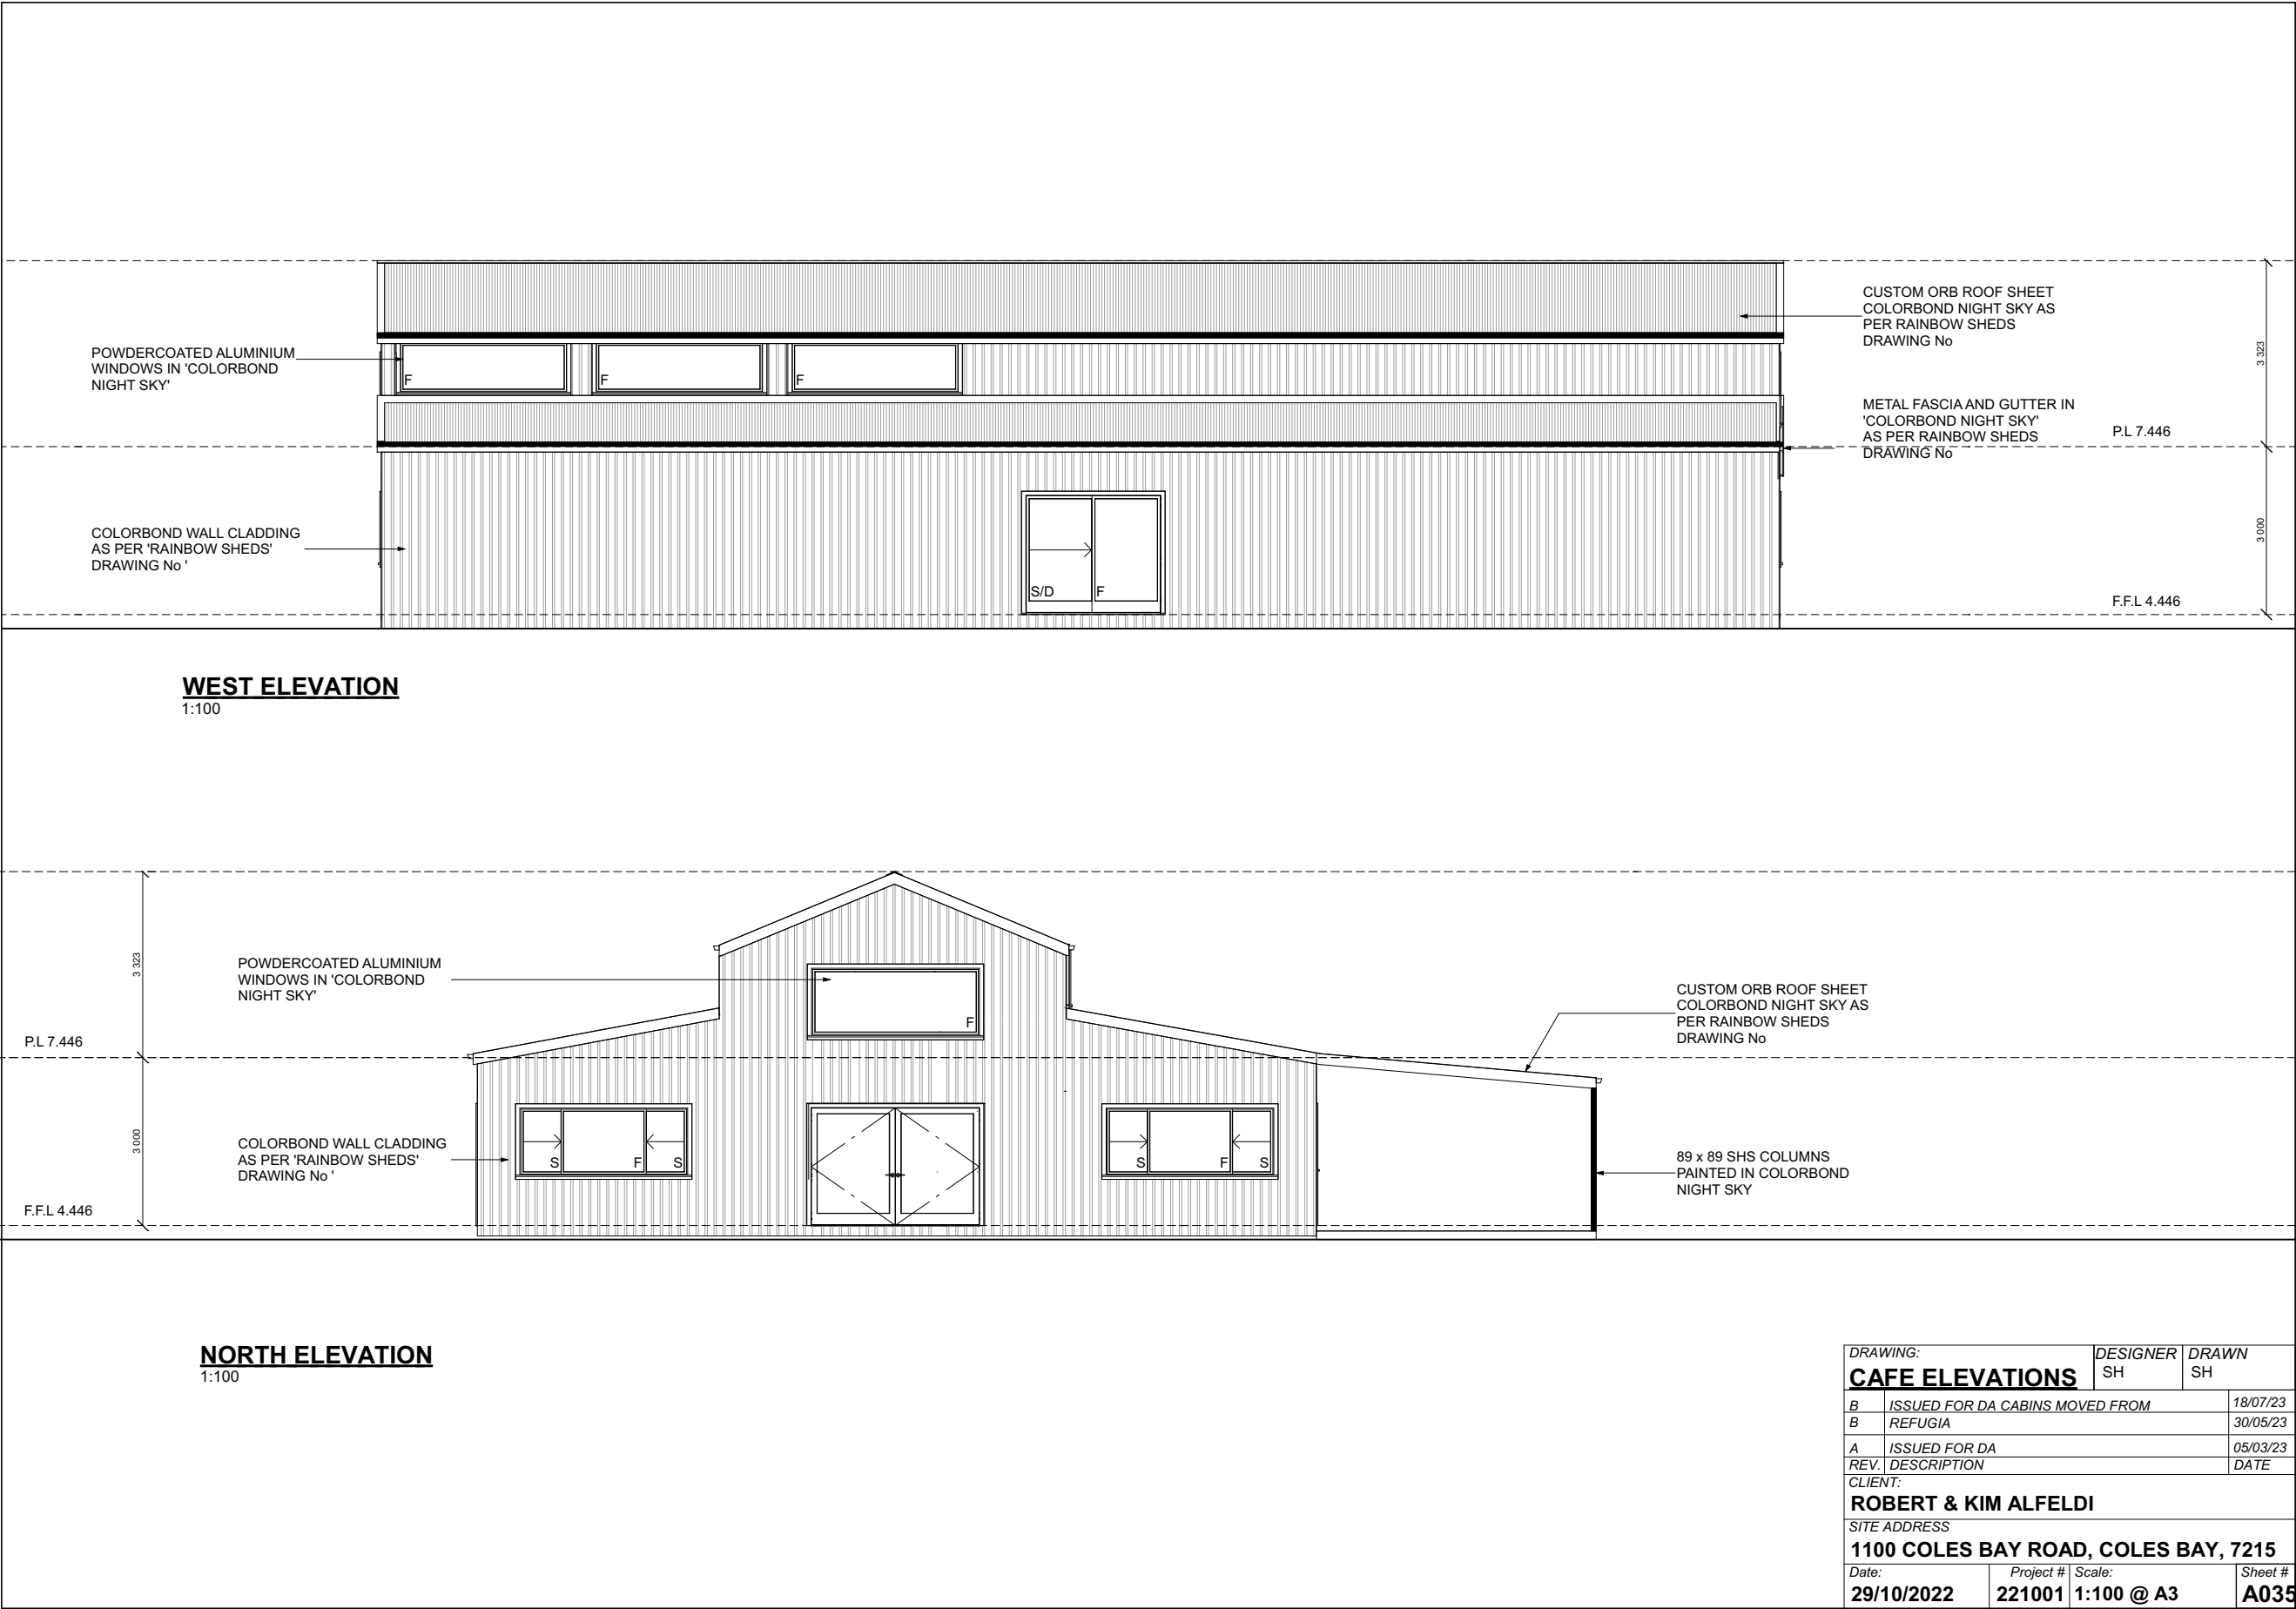 CUSTOM ORB ROOF SHEET
COLORBOND NIGHT SKY AS
PER RAINBOW SHEDS
DRAWING No
POWDERCOATED ALUMINIUM
WINDOWS IN 'COLORBOND
NIGHT SKY'
F
F
F
3 323
METAL FASCIA AND GUTTER IN
'COLORBOND NIGHT SKY'
AS PER RAINBOW SHEDS
DRAWING No
P.L 7.446
COLORBOND WALL CLADDING
AS PER 'RAINBOW SHEDS'
DRAWING No '
S/D
F
3 000
F.F.L 4.446
WEST ELEVATION
1:100
3 323
POWDERCOATED ALUMINIUM
WINDOWS IN 'COLORBOND
NIGHT SKY'
F
CUSTOM ORB ROOF SHEET
COLORBOND NIGHT SKY AS
PER RAINBOW SHEDS
DRAWING No
P.L 7.446
3 000
COLORBOND WALL CLADDING
AS PER 'RAINBOW SHEDS'
DRAWING No '
S F S
S F S
89 x 89 SHS COLUMNS
PAINTED IN COLORBOND
NIGHT SKY
F.F.L 4.446
NORTH ELEVATION
1:100
DRAWING: DESIGNER DRAWN
CAFE ELEVATIONS SH SH
B ISSUED FOR DA CABINS MOVED FROM 18/07/23
B REFUGIA 30/05/23
A ISSUED FOR DA 05/03/23
REV. DESCRIPTION DATE
CLIENT:
ROBERT & KIM ALFELDI
SITE ADDRESS
1100 COLES BAY ROAD, COLES BAY, 7215
Date: Project # Scale: Sheet #
29/10/2022 221001 1:100 @ A3 A035